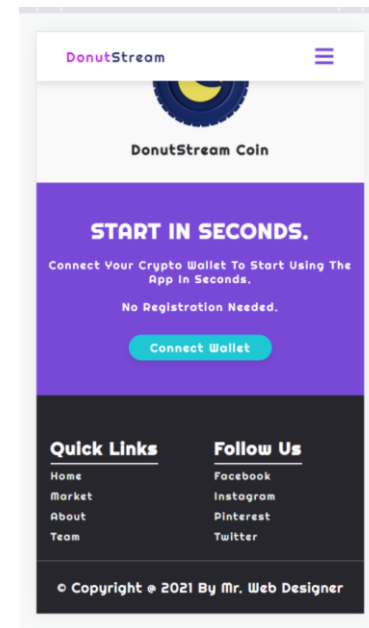 DonutStream
DonutStream Coin
START IN SECONDS.
Connect Your Crypto Wallet To Start Using The
App In Seconds.
No Registration Needed.
Connect Wallet
Quick Links
Home
Market
About
Team
Follow Us
Facebook
Instagram
Pinterest
Twitter
© Copyright @ 2021 By Mr. Web Designer